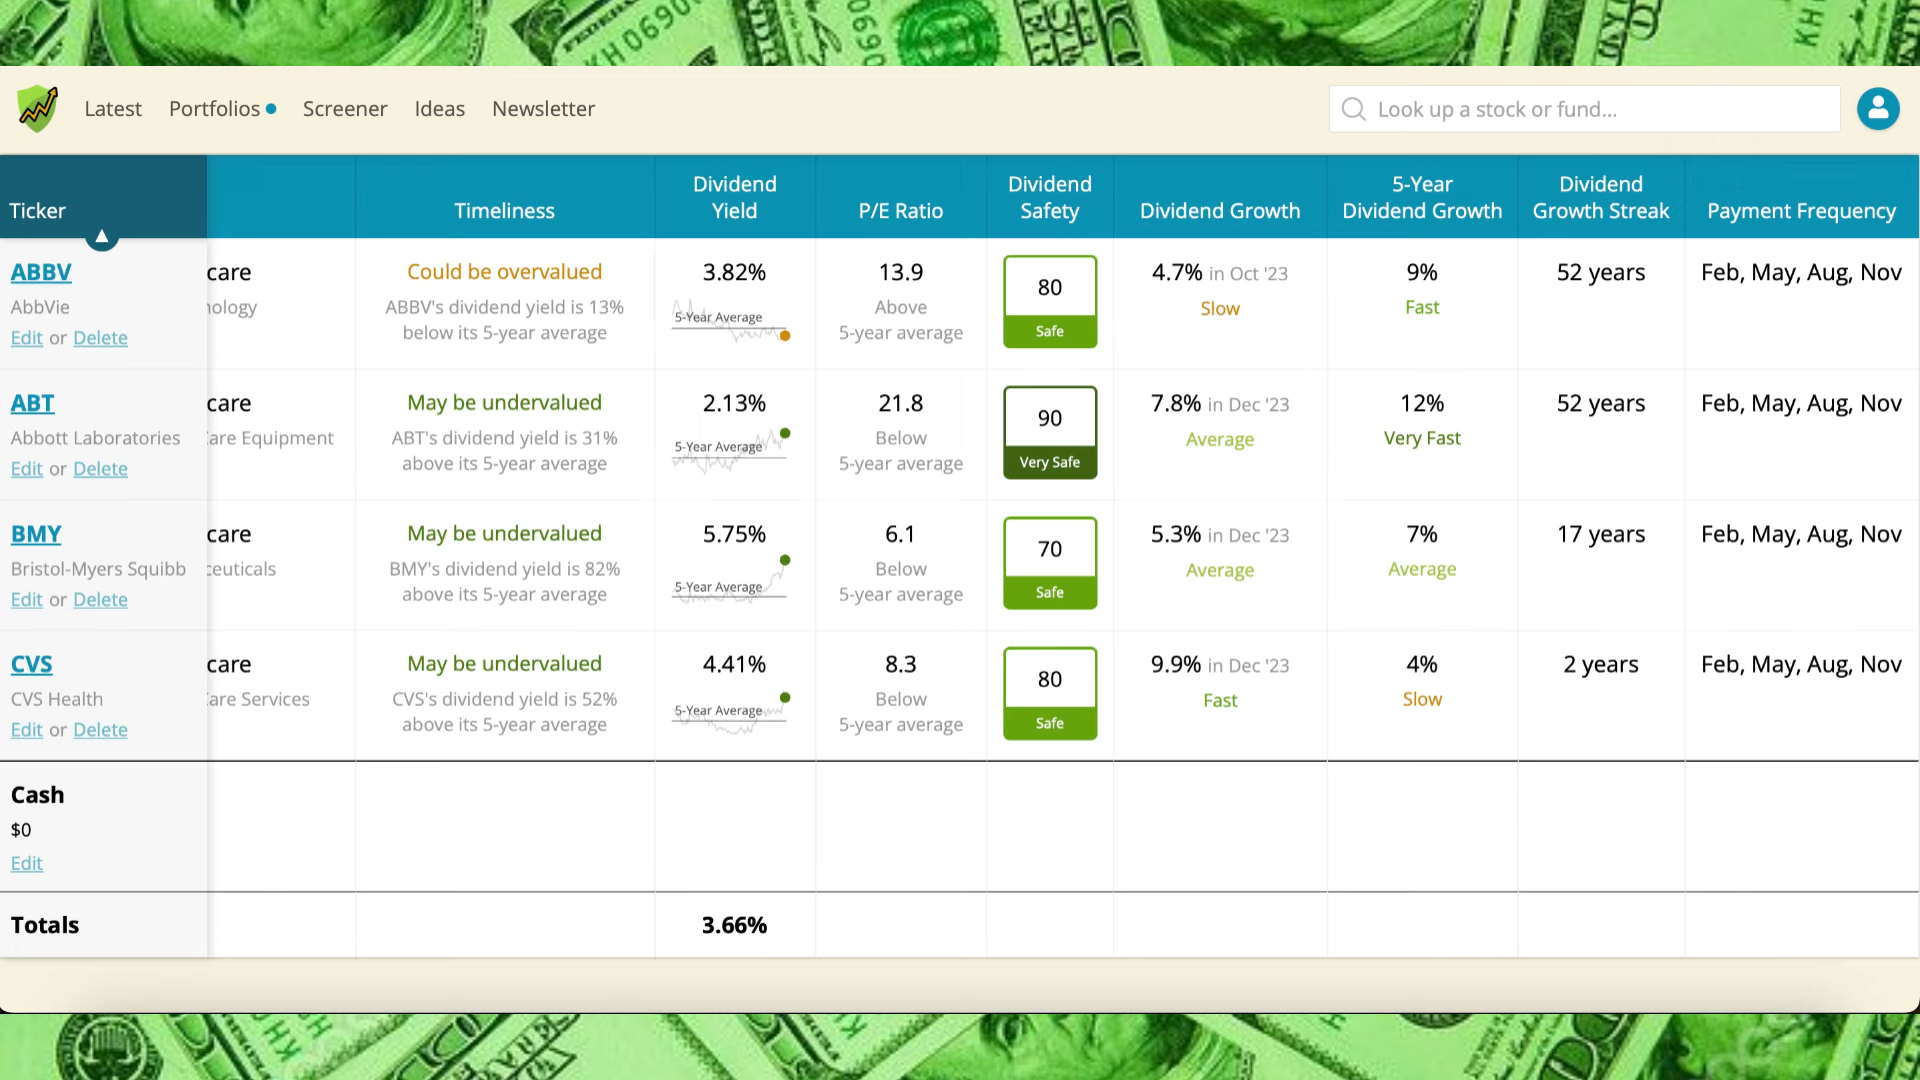 Latest Portfolios Screener Ideas Newsletter Look up a stock or fund...
Ticker Timeliness Dividend Yield P/E Ratio Dividend Safety Dividend Growth 5-Year Dividend Growth Dividend Growth Streak Payment Frequency
ABBV care Could be overvalued 3.82% 13.9 80 4.7% in Oct '23 9% 52 years Feb, May, Aug, Nov
AbbVie nology ABBV's dividend yield is 13% 5-Year Average Above Slow Fast
Edit or Delete below its 5-year average 5-year average Safe
ABT care May be undervalued 2.13% 21.8 90 7.8% in Dec '23 12% 52 years Feb, May, Aug, Nov
Abbott Laboratories Care Equipment ABT's dividend yield is 31% 5-Year Average Below Average Very Fast
Edit or Delete above its 5-year average 5-year average Very Safe
BMY care May be undervalued 5.75% 6.1 70 5.3% in Dec '23 7% 17 years Feb, May, Aug, Nov
Bristol-Myers Squibb ceuticals BMY's dividend yield is 82% 5-Year Average Below Average Average
Edit or Delete above its 5-year average 5-year average Safe
CVS care May be undervalued 4.41% 8.3 80 9.9% in Dec '23 4% 2 years Feb, May, Aug, Nov
CVS Health Care Services CVS's dividend yield is 52% 5-Year Average Below Fast Slow
Edit or Delete above its 5-year average 5-year average Safe
Cash
$0
Edit
Totals 3.66%